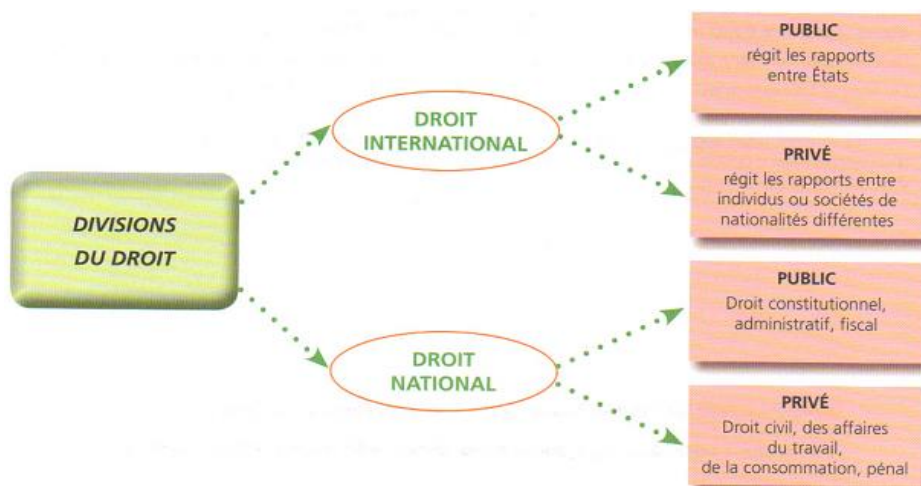 PUBLIC
régit les rapports
entre États
DROIT
INTERNATIONAL
PRIVÉ
régit les rapports entre
individus ou sociétés de
nationalités différentes
DIVISIONS
DU DROIT
PUBLIC
Droit constitutionnel,
administratif, fiscal
DROIT
NATIONAL
PRIVÉ
Droit civil, des affaires
du travail,
de la consommation, pénal